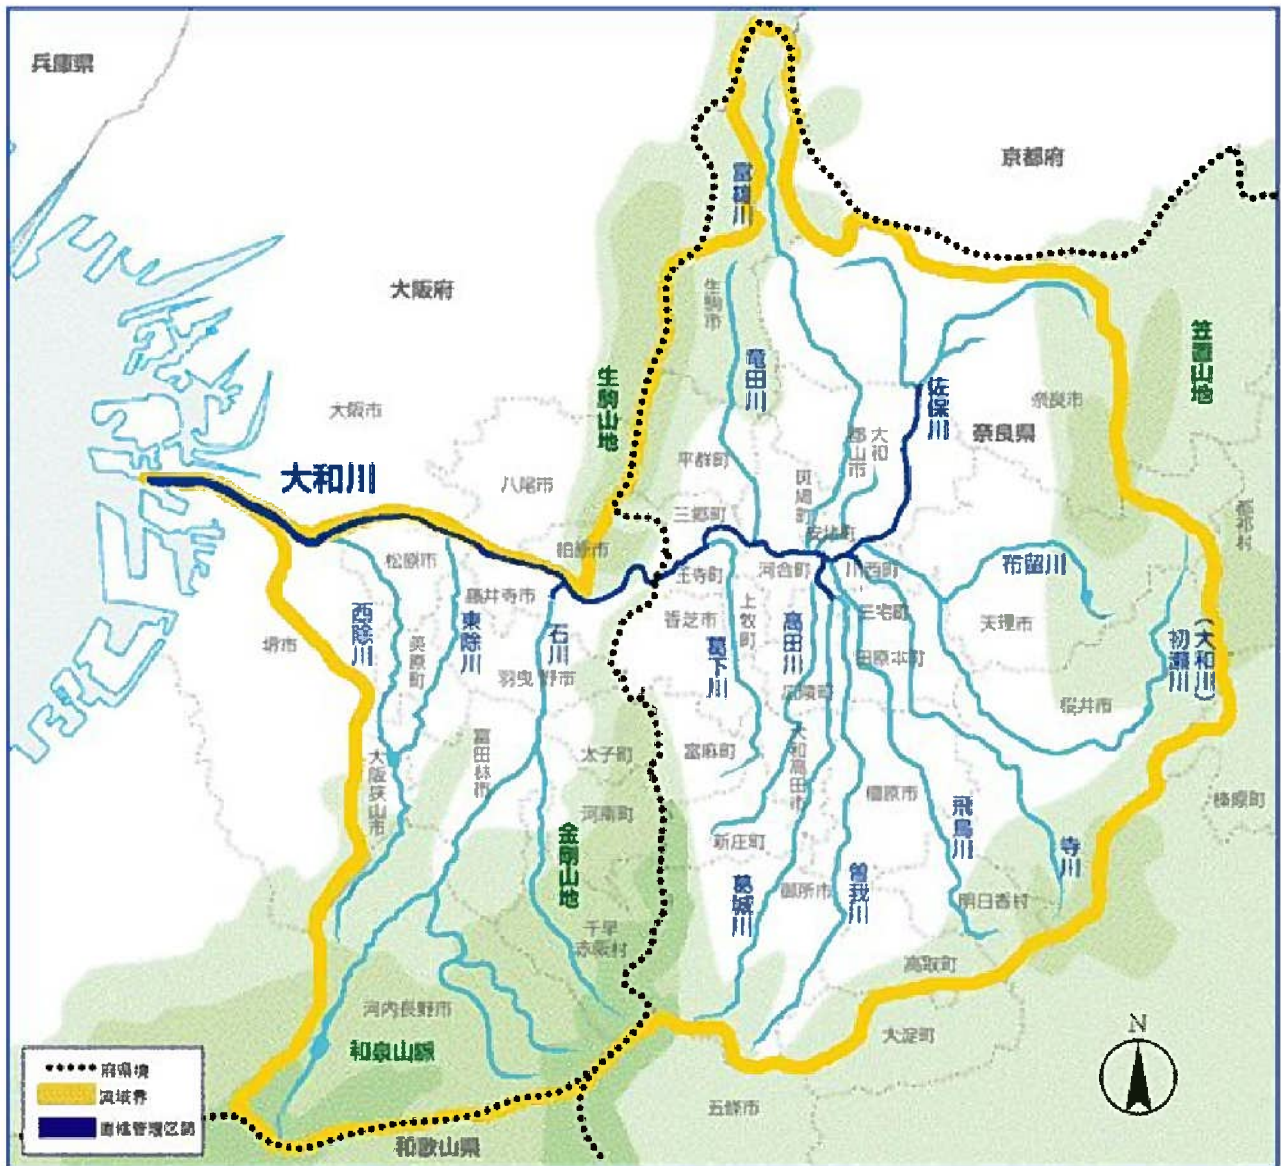 兵庫県
京都府
富雄川
大阪府
生駒市
笠置山地
竜田川
生駒山地
佐保川
奈良市
大阪市
大和
郡山市
奈良県
大和川
平群町
八尾市
斑鳩町
三郷町
都祁村
安堵町
柏原市
松原市
河合町
川西町
布留川
王寺町
藤井寺市
上牧町
香芝市
三宅町
天理市
西除川
東除川
石川
高田川
(大和川)
初瀬川
堺市
美原町
葛下川
田原本町
羽曳野市
広陵町
桜井市
富田林市
太子町
當麻町
大和高田市
大阪狭山市
橿原市
榛原町
河南町
飛鳥川
金剛山地
新庄町
寺川
葛城川
御所市
曽我川
明日香村
千早
赤阪村
高取町
河内長野市
大淀町
N
和泉山脈
府県境
流域界
直轄管理区間
五條市
和歌山県